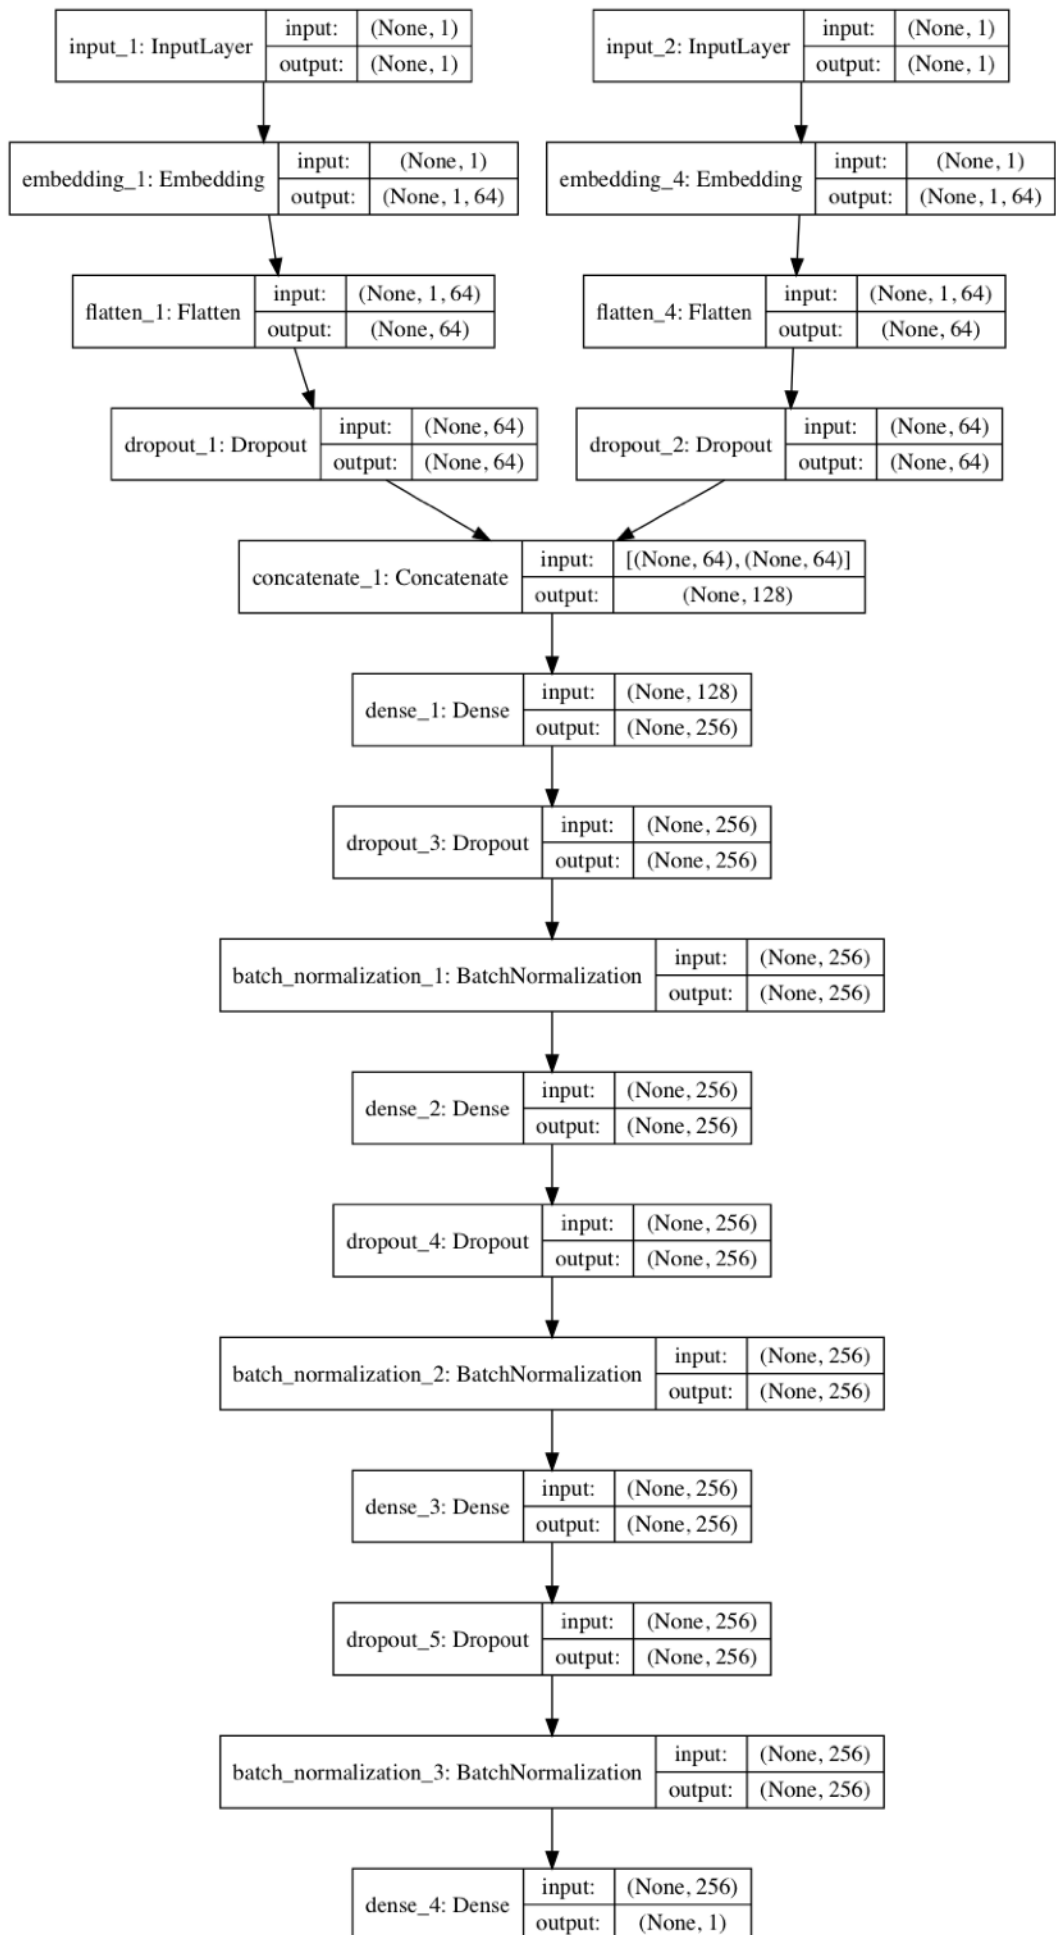 input_1: InputLayer
input: (None, 1)
output: (None, 1)
input_2: InputLayer
input: (None, 1)
output: (None, 1)
embedding_1: Embedding
input: (None, 1)
output: (None, 1, 64)
embedding_4: Embedding
input: (None, 1)
output: (None, 1, 64)
flatten_1: Flatten
input: (None, 1, 64)
output: (None, 64)
flatten_4: Flatten
input: (None, 1, 64)
output: (None, 64)
dropout_1: Dropout
input: (None, 64)
output: (None, 64)
dropout_2: Dropout
input: (None, 64)
output: (None, 64)
concatenate_1: Concatenate
input: [(None, 64), (None, 64)]
output: (None, 128)
dense_1: Dense
input: (None, 128)
output: (None, 256)
dropout_3: Dropout
input: (None, 256)
output: (None, 256)
batch_normalization_1: BatchNormalization
input: (None, 256)
output: (None, 256)
dense_2: Dense
input: (None, 256)
output: (None, 256)
dropout_4: Dropout
input: (None, 256)
output: (None, 256)
batch_normalization_2: BatchNormalization
input: (None, 256)
output: (None, 256)
dense_3: Dense
input: (None, 256)
output: (None, 256)
dropout_5: Dropout
input: (None, 256)
output: (None, 256)
batch_normalization_3: BatchNormalization
input: (None, 256)
output: (None, 256)
dense_4: Dense
input: (None, 256)
output: (None, 1)